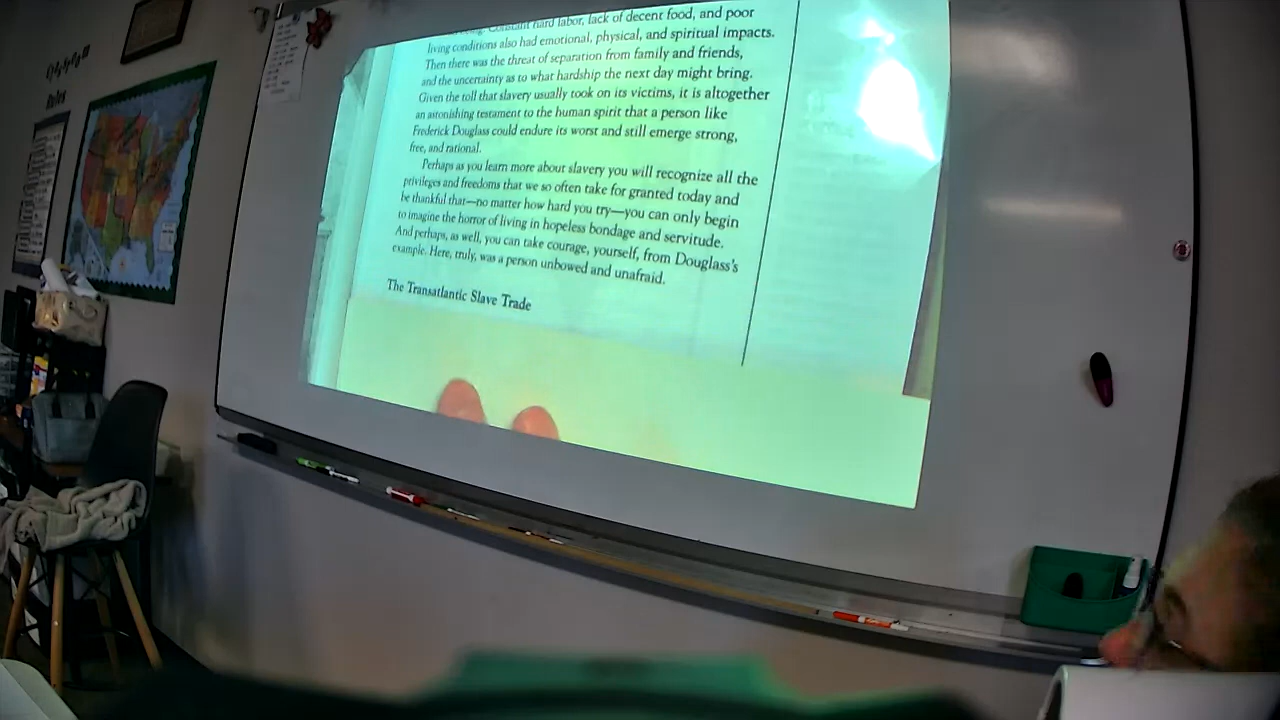 Constant hard labor, lack of decent food, and poor
living conditions also had emotional, physical, and spiritual impacts.
Then there was the threat of separation from family and friends,
and the uncertainty as to what hardship the next day might bring.
Given the toll that slavery usually took on its victims, it is altogether
an astonishing testament to the human spirit that a person like
Frederick Douglass could endure its worst and still emerge strong,
free, and rational.
Perhaps as you learn more about slavery you will recognize all the
privileges and freedoms that we so often take for granted today and
be thankful that—no matter how hard you try—you can only begin
to imagine the horror of living in hopeless bondage and servitude.
And perhaps, as well, you can take courage, yourself, from Douglass's
example. Here, truly, was a person unbowed and unafraid.
The Transatlantic Slave Trade
Rules